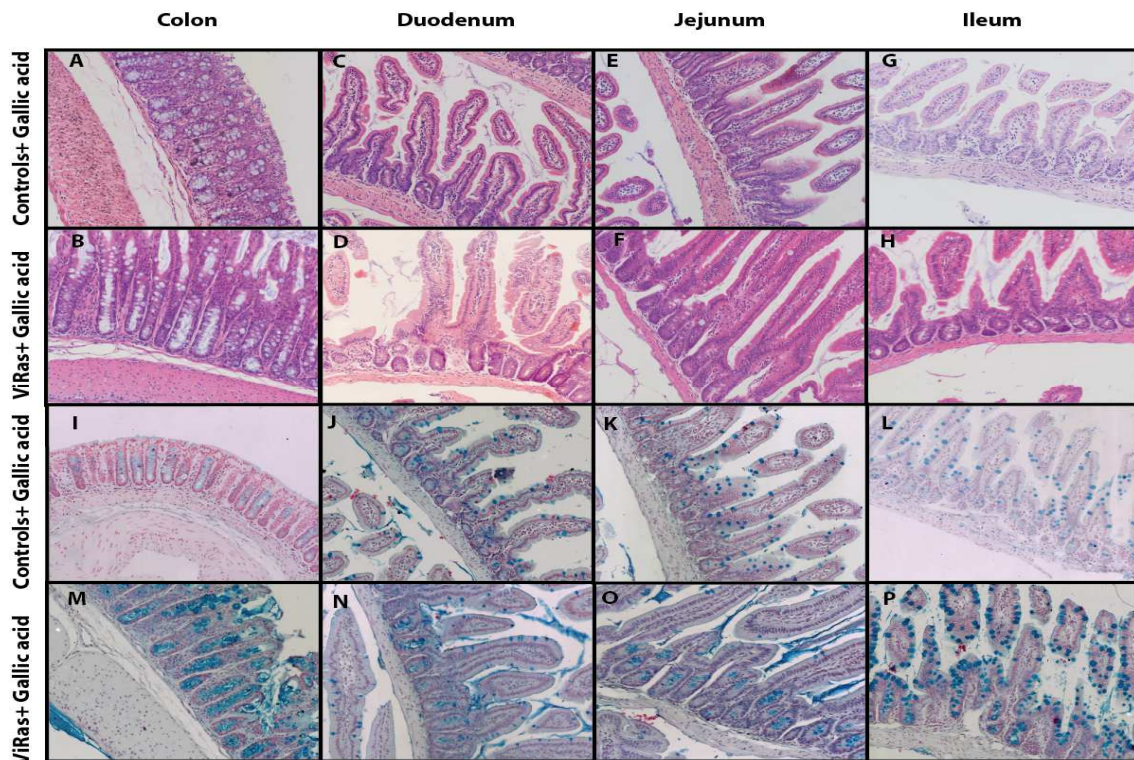 Colon Duodenum Jejunum Ileum
Controls+ Gallic acid
A C E G
ViRas+ Gallic acid
B D F H
Controls+ Gallic acid
I J K L
ViRas+ Gallic acid
M N O P